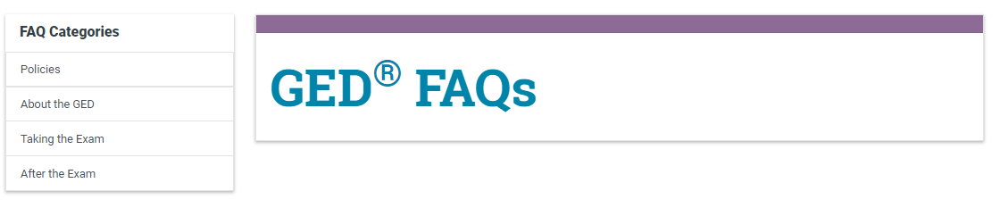 FAQ Categories
Policies
About the GED
Taking the Exam
After the Exam
GED® FAQs